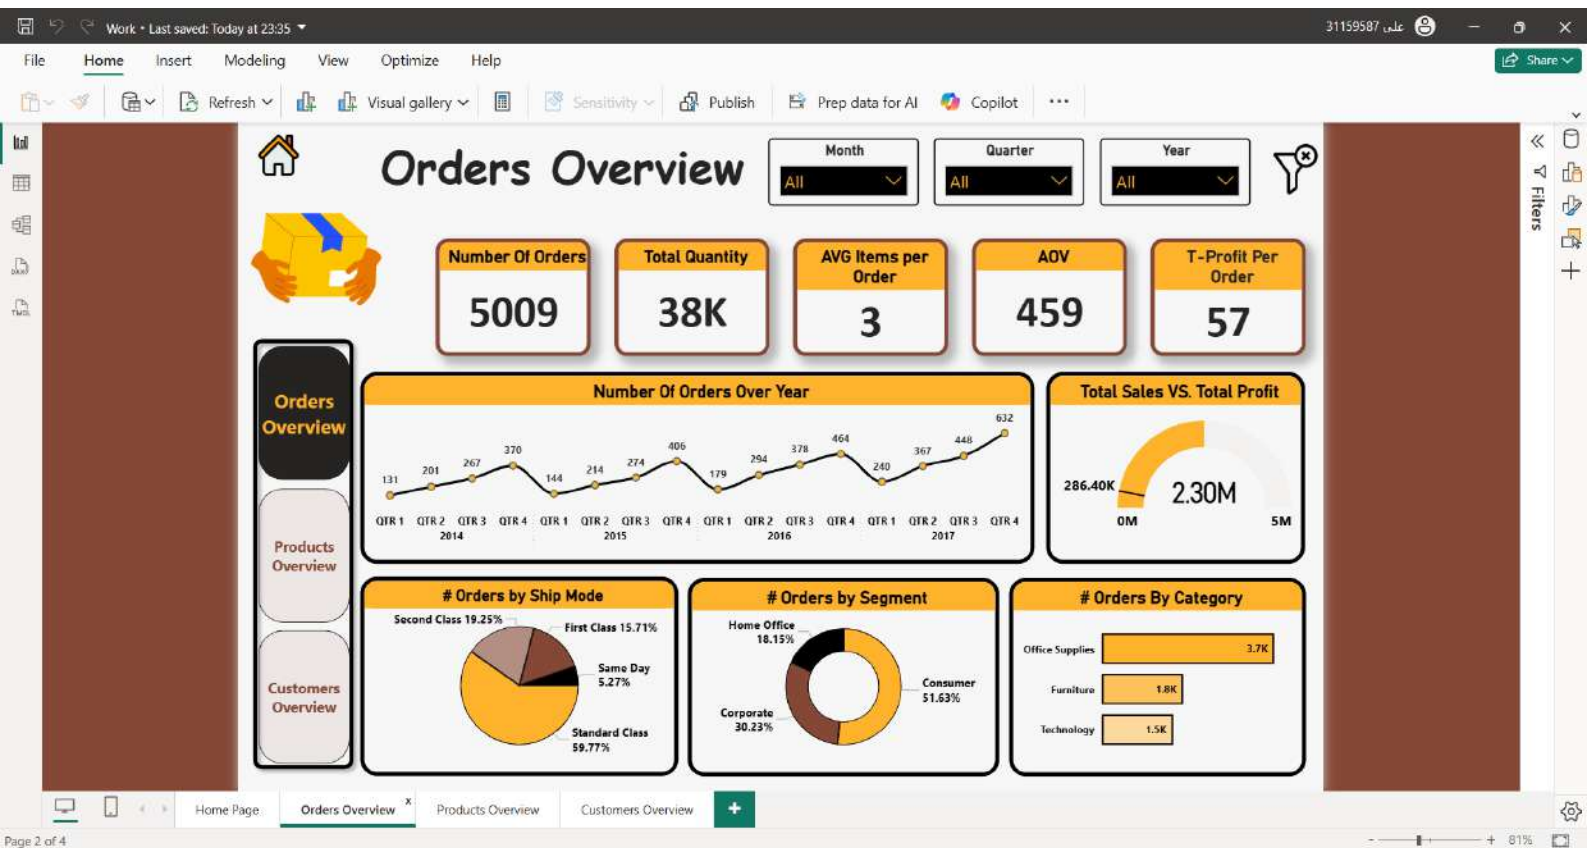 Work • Last saved: Today at 23:35
على 31159587
File Home Insert Modeling View Optimize Help
Share
Refresh Visual gallery Sensitivity Publish Prep data for AI Copilot
Orders Overview
Month
All
Quarter
All
Year
All
Filters
Number Of Orders
5009
Total Quantity
38K
AVG Items per
Order
3
AOV
459
T-Profit Per
Order
57
Orders
Overview
Products
Overview
Customers
Overview
Number Of Orders Over Year
131 201 267 370 144 214 274 406 179 294 378 464 240 367 448 632
QTR 1 QTR 2 QTR 3 QTR 4 QTR 1 QTR 2 QTR 3 QTR 4 QTR 1 QTR 2 QTR 3 QTR 4 QTR 1 QTR 2 QTR 3 QTR 4
2014 2015 2016 2017
Total Sales VS. Total Profit
286.40K
2.30M
0M 5M
# Orders by Ship Mode
Second Class 19.25%
First Class 15.71%
Same Day
5.27%
Standard Class
59.77%
# Orders by Segment
Home Office
18.15%
Consumer
51.63%
Corporate
30.23%
# Orders By Category
Office Supplies 3.7K
Furniture 1.8K
Technology 1.5K
Home Page Orders Overview x Products Overview Customers Overview +
Page 2 of 4
- + 81%